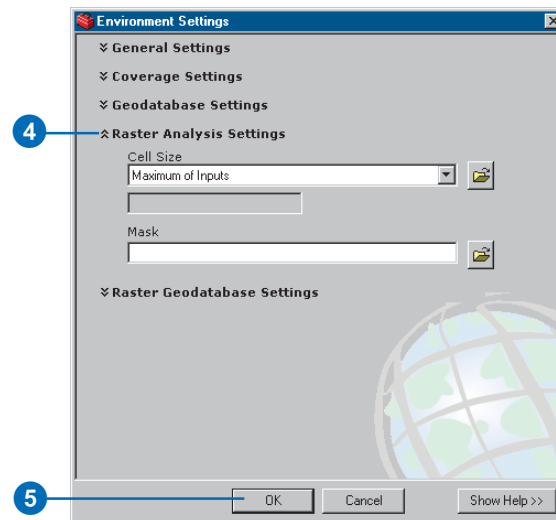 Environment Settings
General Settings
Coverage Settings
Geodatabase Settings
4
Raster Analysis Settings
Cell Size
Maximum of Inputs
Mask
Raster Geodatabase Settings
5
OK
Cancel
Show Help >>